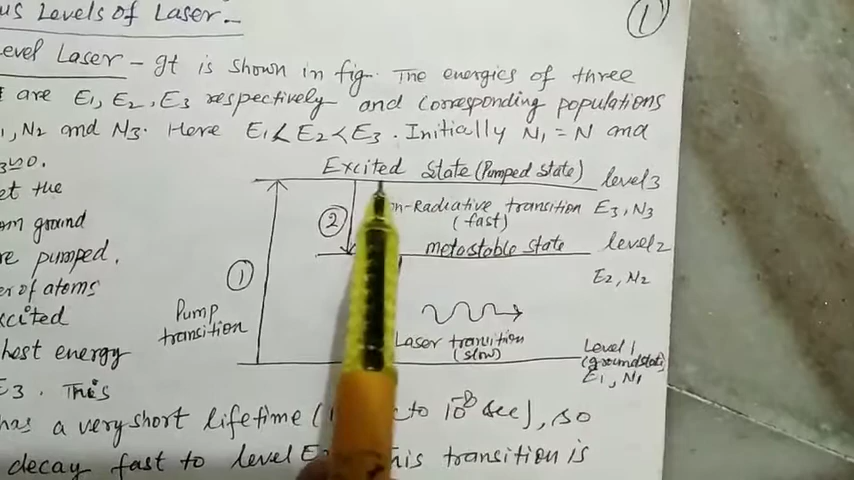 us Levels of Laser.-
①
evel Laser - It is shown in fig. The energies of three
are E1, E2, E3 respectively and corresponding populations
, N2 and N3. Here E1<E2<E3. Initially N1 = N and
3≃0.
Excited State (Pumped state) level 3
et the
② n-Radiative transition E3, N3
om ground
(fast)
metastable state level 2
re pumped.
E2, N2
①
er of atoms
Pump transition
xcited
Laser transition
(slow)
Level 1
(ground state)
E1, N1
hest energy
E3. This
has a very short lifetime ( to 10⁻⁸ sec), so
decay fast to level E his transition is